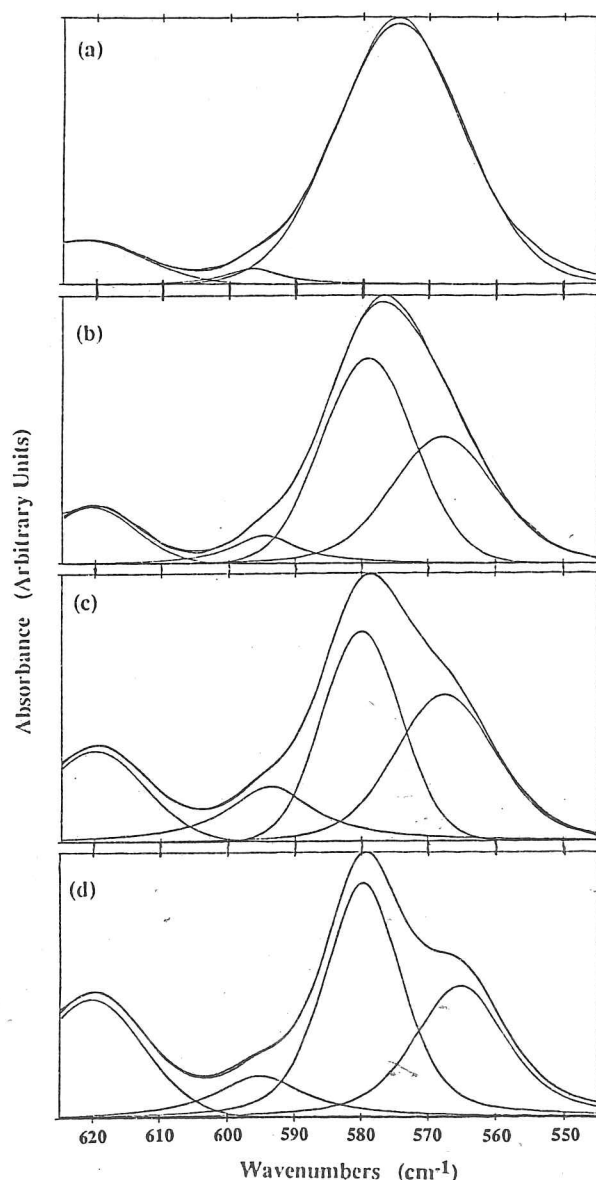 (a)
(b)
(c)
(d)
Absorbance (Arbitrary Units)
620 610 600 590 580 570 560 550
Wavenumbers (cm-1)